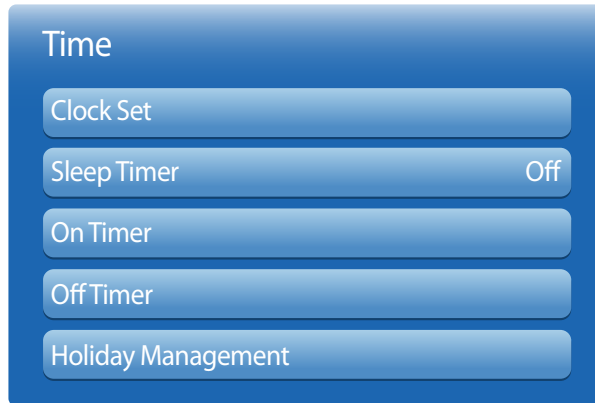 Time
Clock Set
Sleep Timer Off
On Timer
Off Timer
Holiday Management